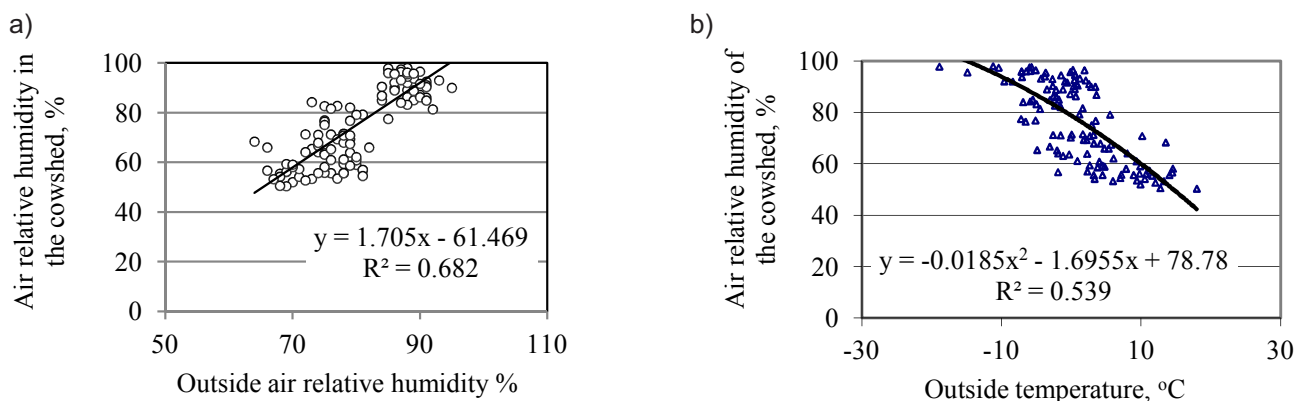 a)
Air relative humidity in
the cowshed, %
100
80
60
40
20
0
y = 1.705x - 61.469
R² = 0.682
50 70 90 110
Outside air relative humidity %
b)
Air relative humidity of
the cowshed, %
100
80
60
40
20
0
y = -0.0185x² - 1.6955x + 78.78
R² = 0.539
-30 -10 10 30
Outside temperature, ºC